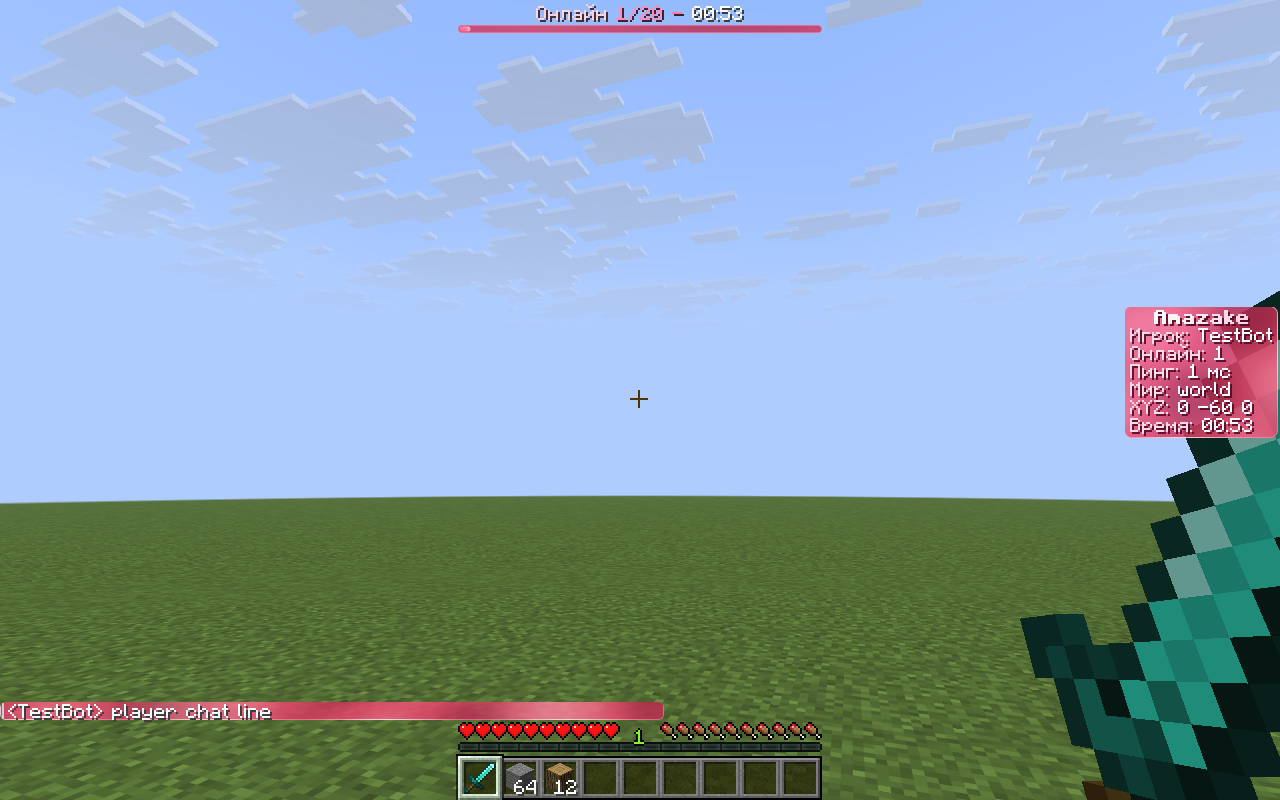 Онлайн 1/20 - 00:53
Amazake
Игрок: TestBot
Онлайн: 1
Пинг: 1 мс
Мир: world
XYZ: 0 -60 0
Время: 00:53
<TestBot> player chat line
1
64 12